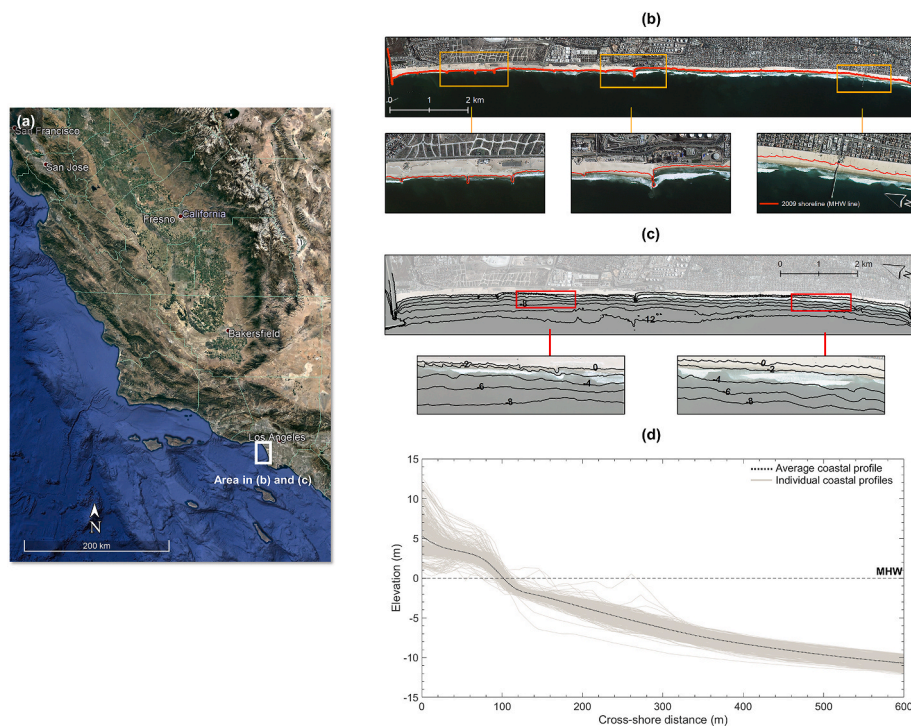 (a)
San Francisco
San Jose
Fresno
California
Bakersfield
Los Angeles
Area in (b) and (c)
N
200 km
(b)
0 1 2 km
2009 shoreline (MHW line)
N
(c)
0 1 2 km
N
-8
-12
-2
0
-4
-6
-8
0
-2
-4
-6
-8
(d)
15
10
5
0
-5
-10
-15
Elevation (m)
Average coastal profile
Individual coastal profiles
MHW
0 100 200 300 400 500 600
Cross-shore distance (m)